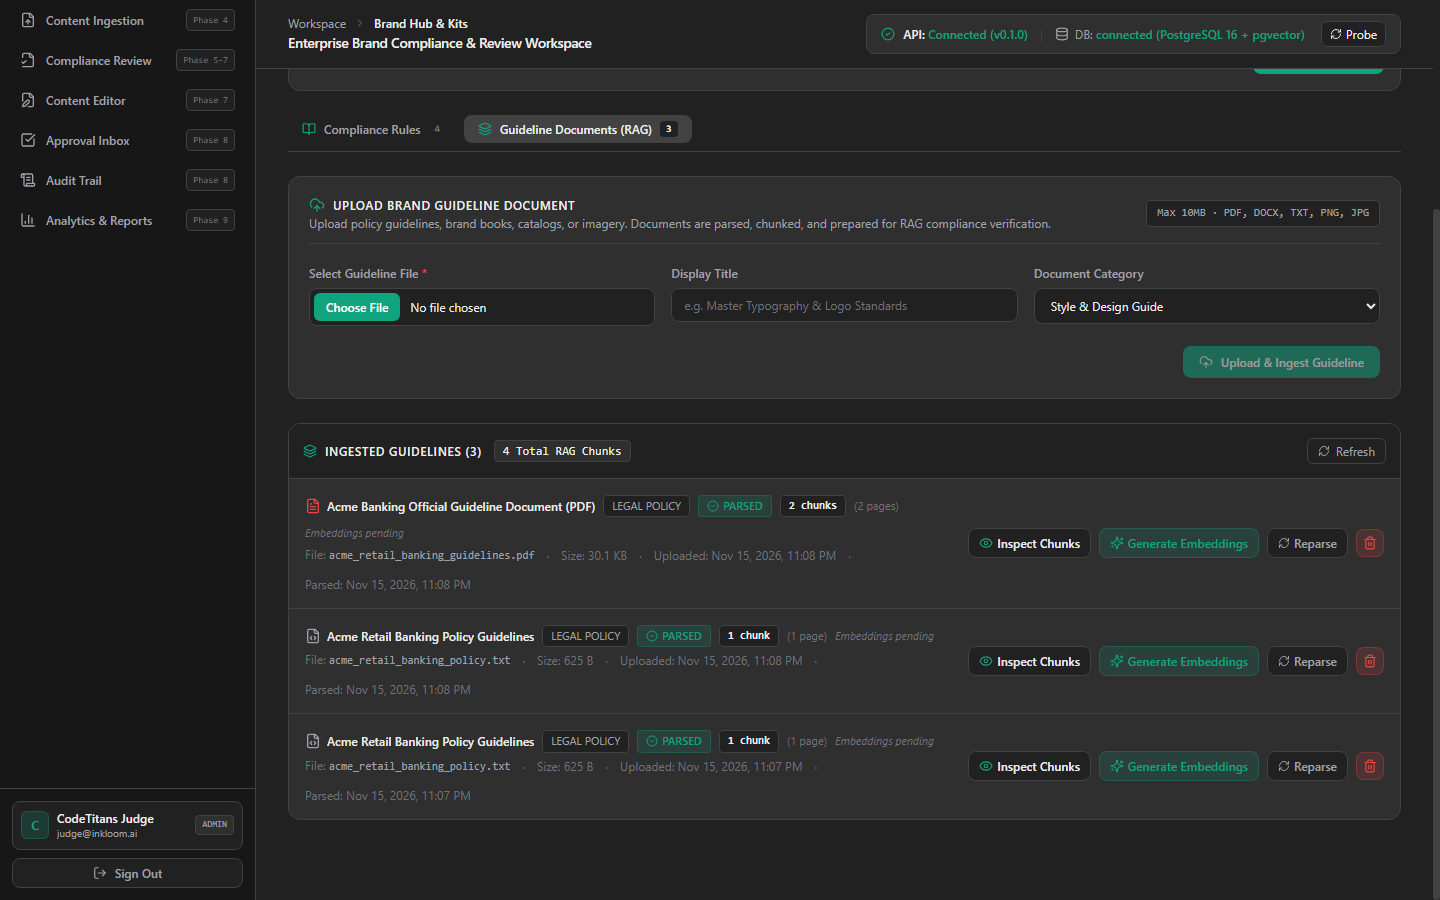 Content Ingestion Phase 4
Compliance Review Phase 5-7
Content Editor Phase 7
Approval Inbox Phase 8
Audit Trail Phase 8
Analytics & Reports Phase 9
C CodeTitans Judge ADMIN
judge@inkloom.ai
Sign Out
Workspace > Brand Hub & Kits
Enterprise Brand Compliance & Review Workspace
API: Connected (v0.1.0) | DB: connected (PostgreSQL 16 + pgvector) Probe
Compliance Rules 4 Guideline Documents (RAG) 3
UPLOAD BRAND GUIDELINE DOCUMENT
Upload policy guidelines, brand books, catalogs, or imagery. Documents are parsed, chunked, and prepared for RAG compliance verification.
Max 10MB · PDF, DOCX, TXT, PNG, JPG
Select Guideline File * Display Title Document Category
Choose File No file chosen e.g. Master Typography & Logo Standards Style & Design Guide
Upload & Ingest Guideline
INGESTED GUIDELINES (3) 4 Total RAG Chunks Refresh
Acme Banking Official Guideline Document (PDF) LEGAL POLICY PARSED 2 chunks (2 pages)
Embeddings pending
File: acme_retail_banking_guidelines.pdf · Size: 30.1 KB · Uploaded: Nov 15, 2026, 11:08 PM ·
Parsed: Nov 15, 2026, 11:08 PM
Inspect Chunks Generate Embeddings Reparse
Acme Retail Banking Policy Guidelines LEGAL POLICY PARSED 1 chunk (1 page) Embeddings pending
File: acme_retail_banking_policy.txt · Size: 625 B · Uploaded: Nov 15, 2026, 11:08 PM ·
Parsed: Nov 15, 2026, 11:08 PM
Inspect Chunks Generate Embeddings Reparse
Acme Retail Banking Policy Guidelines LEGAL POLICY PARSED 1 chunk (1 page) Embeddings pending
File: acme_retail_banking_policy.txt · Size: 625 B · Uploaded: Nov 15, 2026, 11:07 PM ·
Parsed: Nov 15, 2026, 11:07 PM
Inspect Chunks Generate Embeddings Reparse